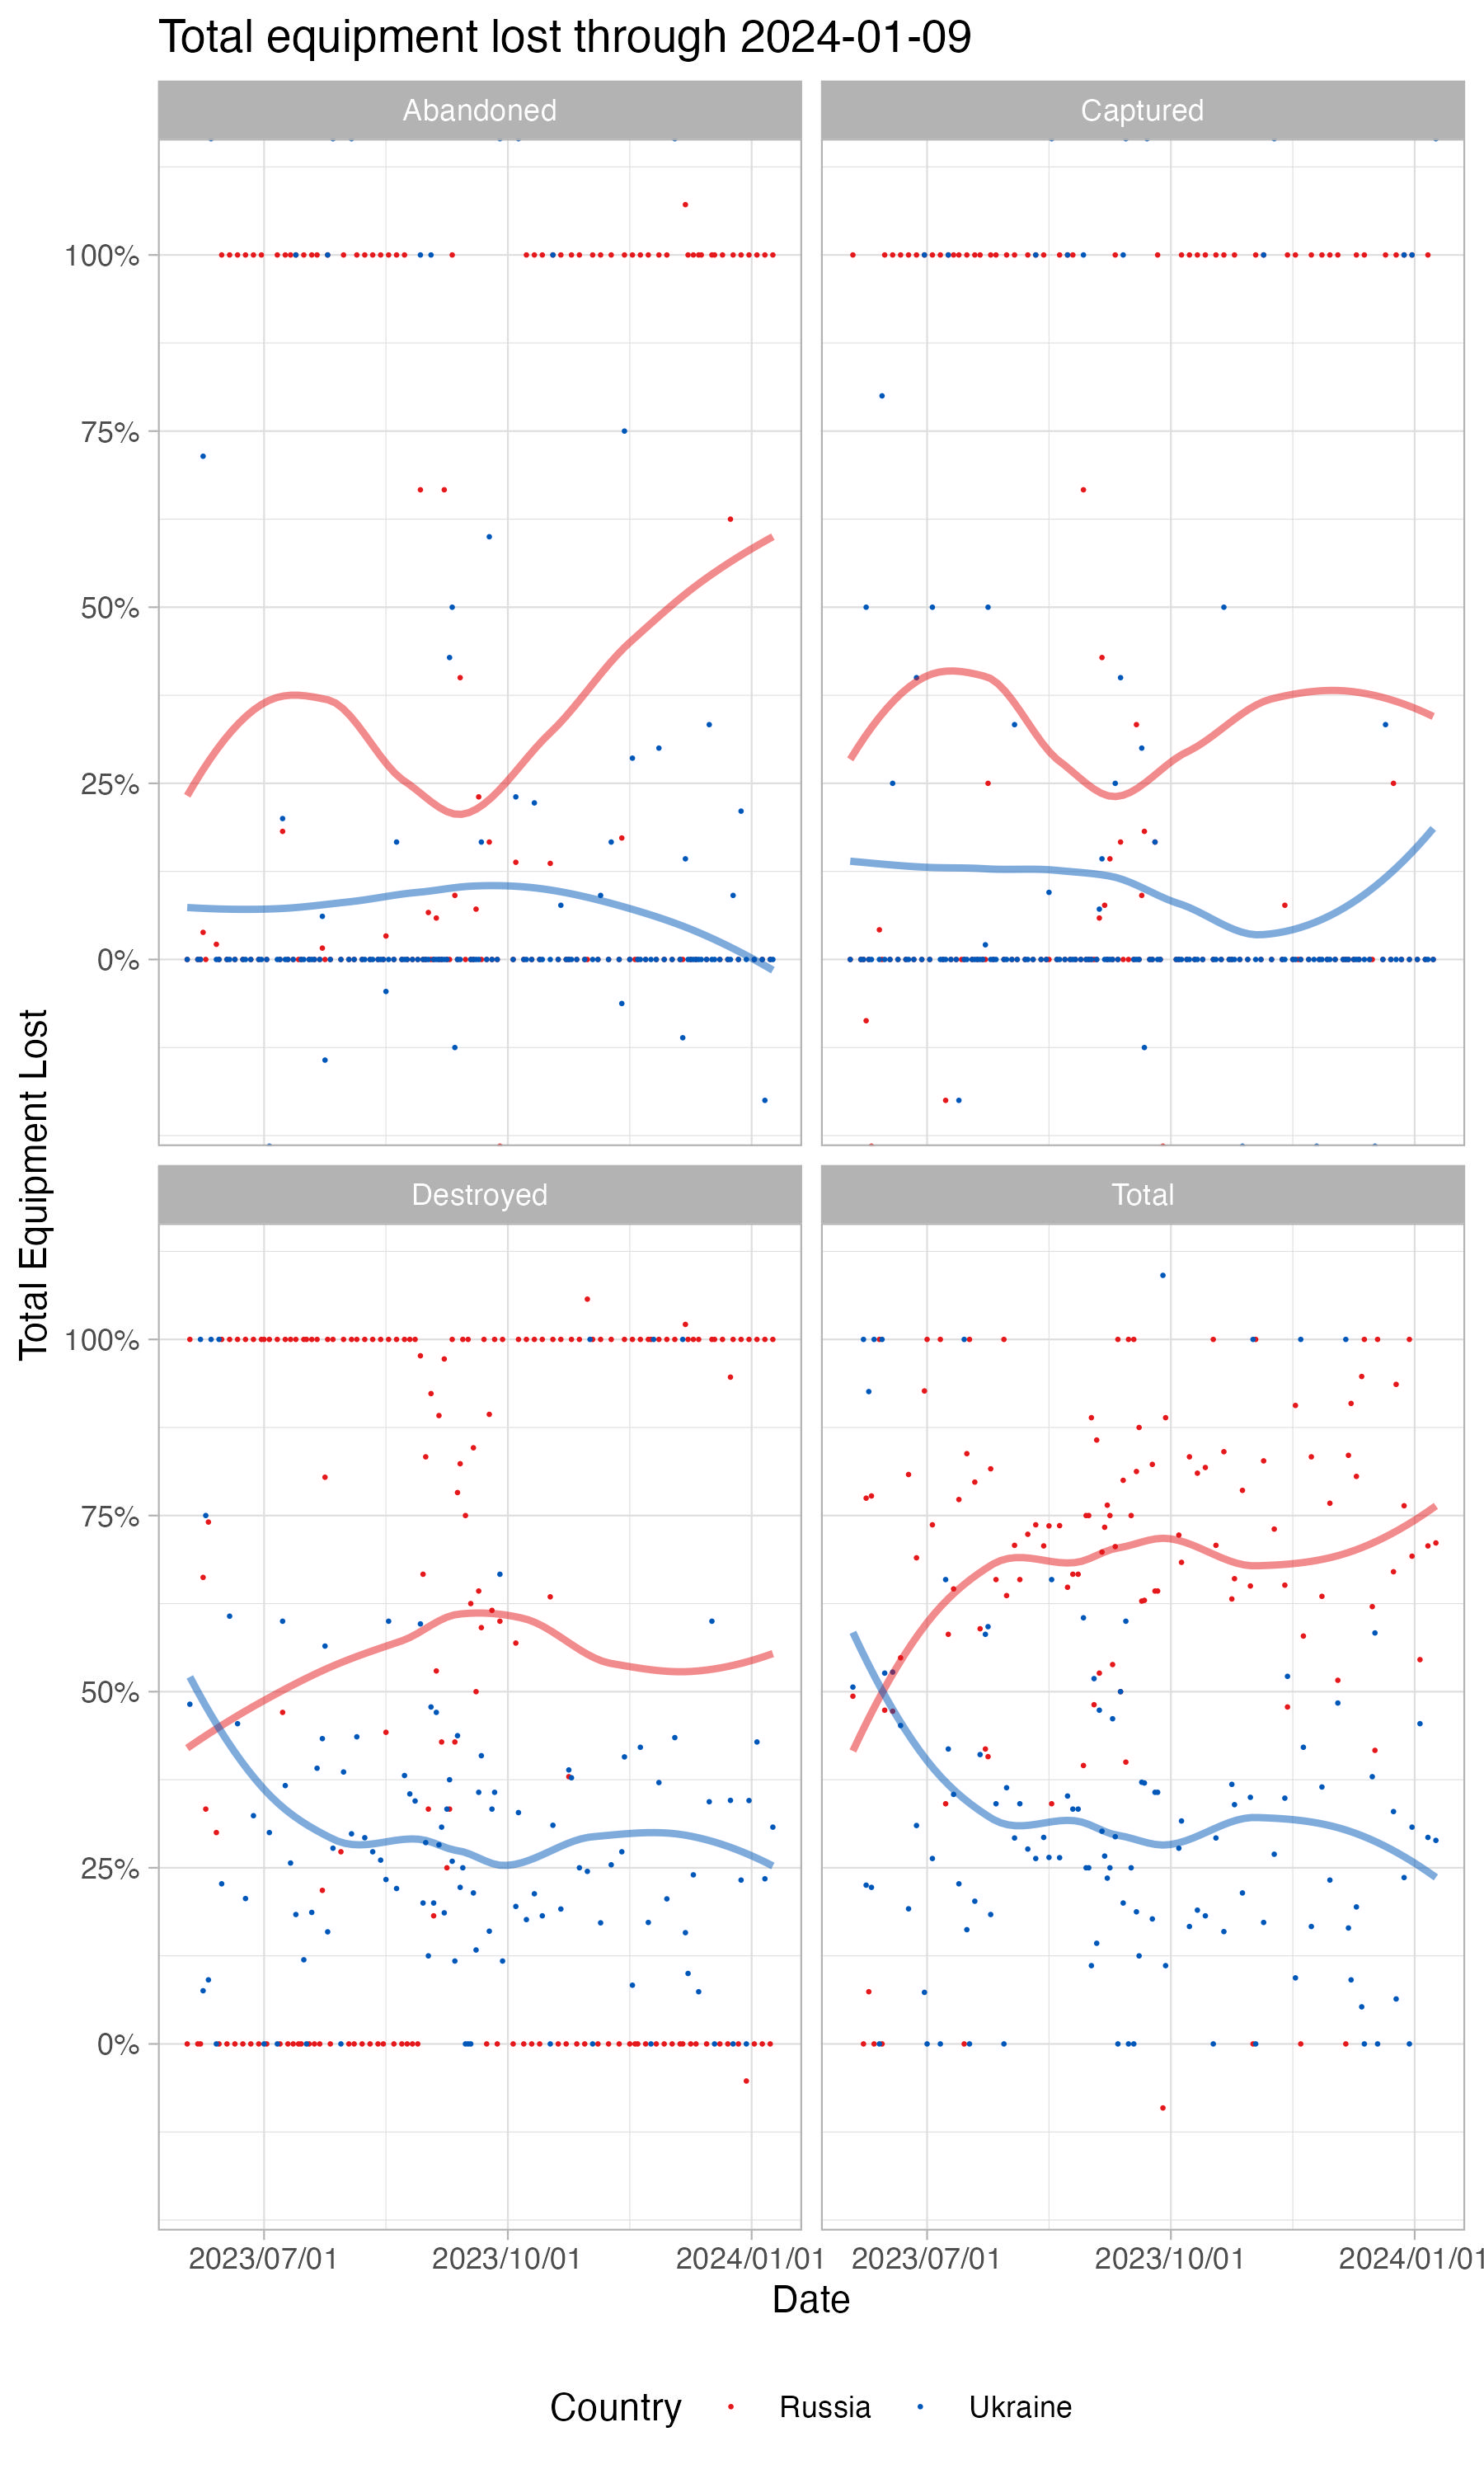 Total equipment lost through 2024-01-09
Abandoned
Captured
100%
75%
50%
25%
0%
Destroyed
Total
100%
75%
50%
25%
0%
Total Equipment Lost
2023/07/01
2023/10/01
2024/01/01
2023/07/01
2023/10/01
2024/01/01
Date
Country
Russia
Ukraine